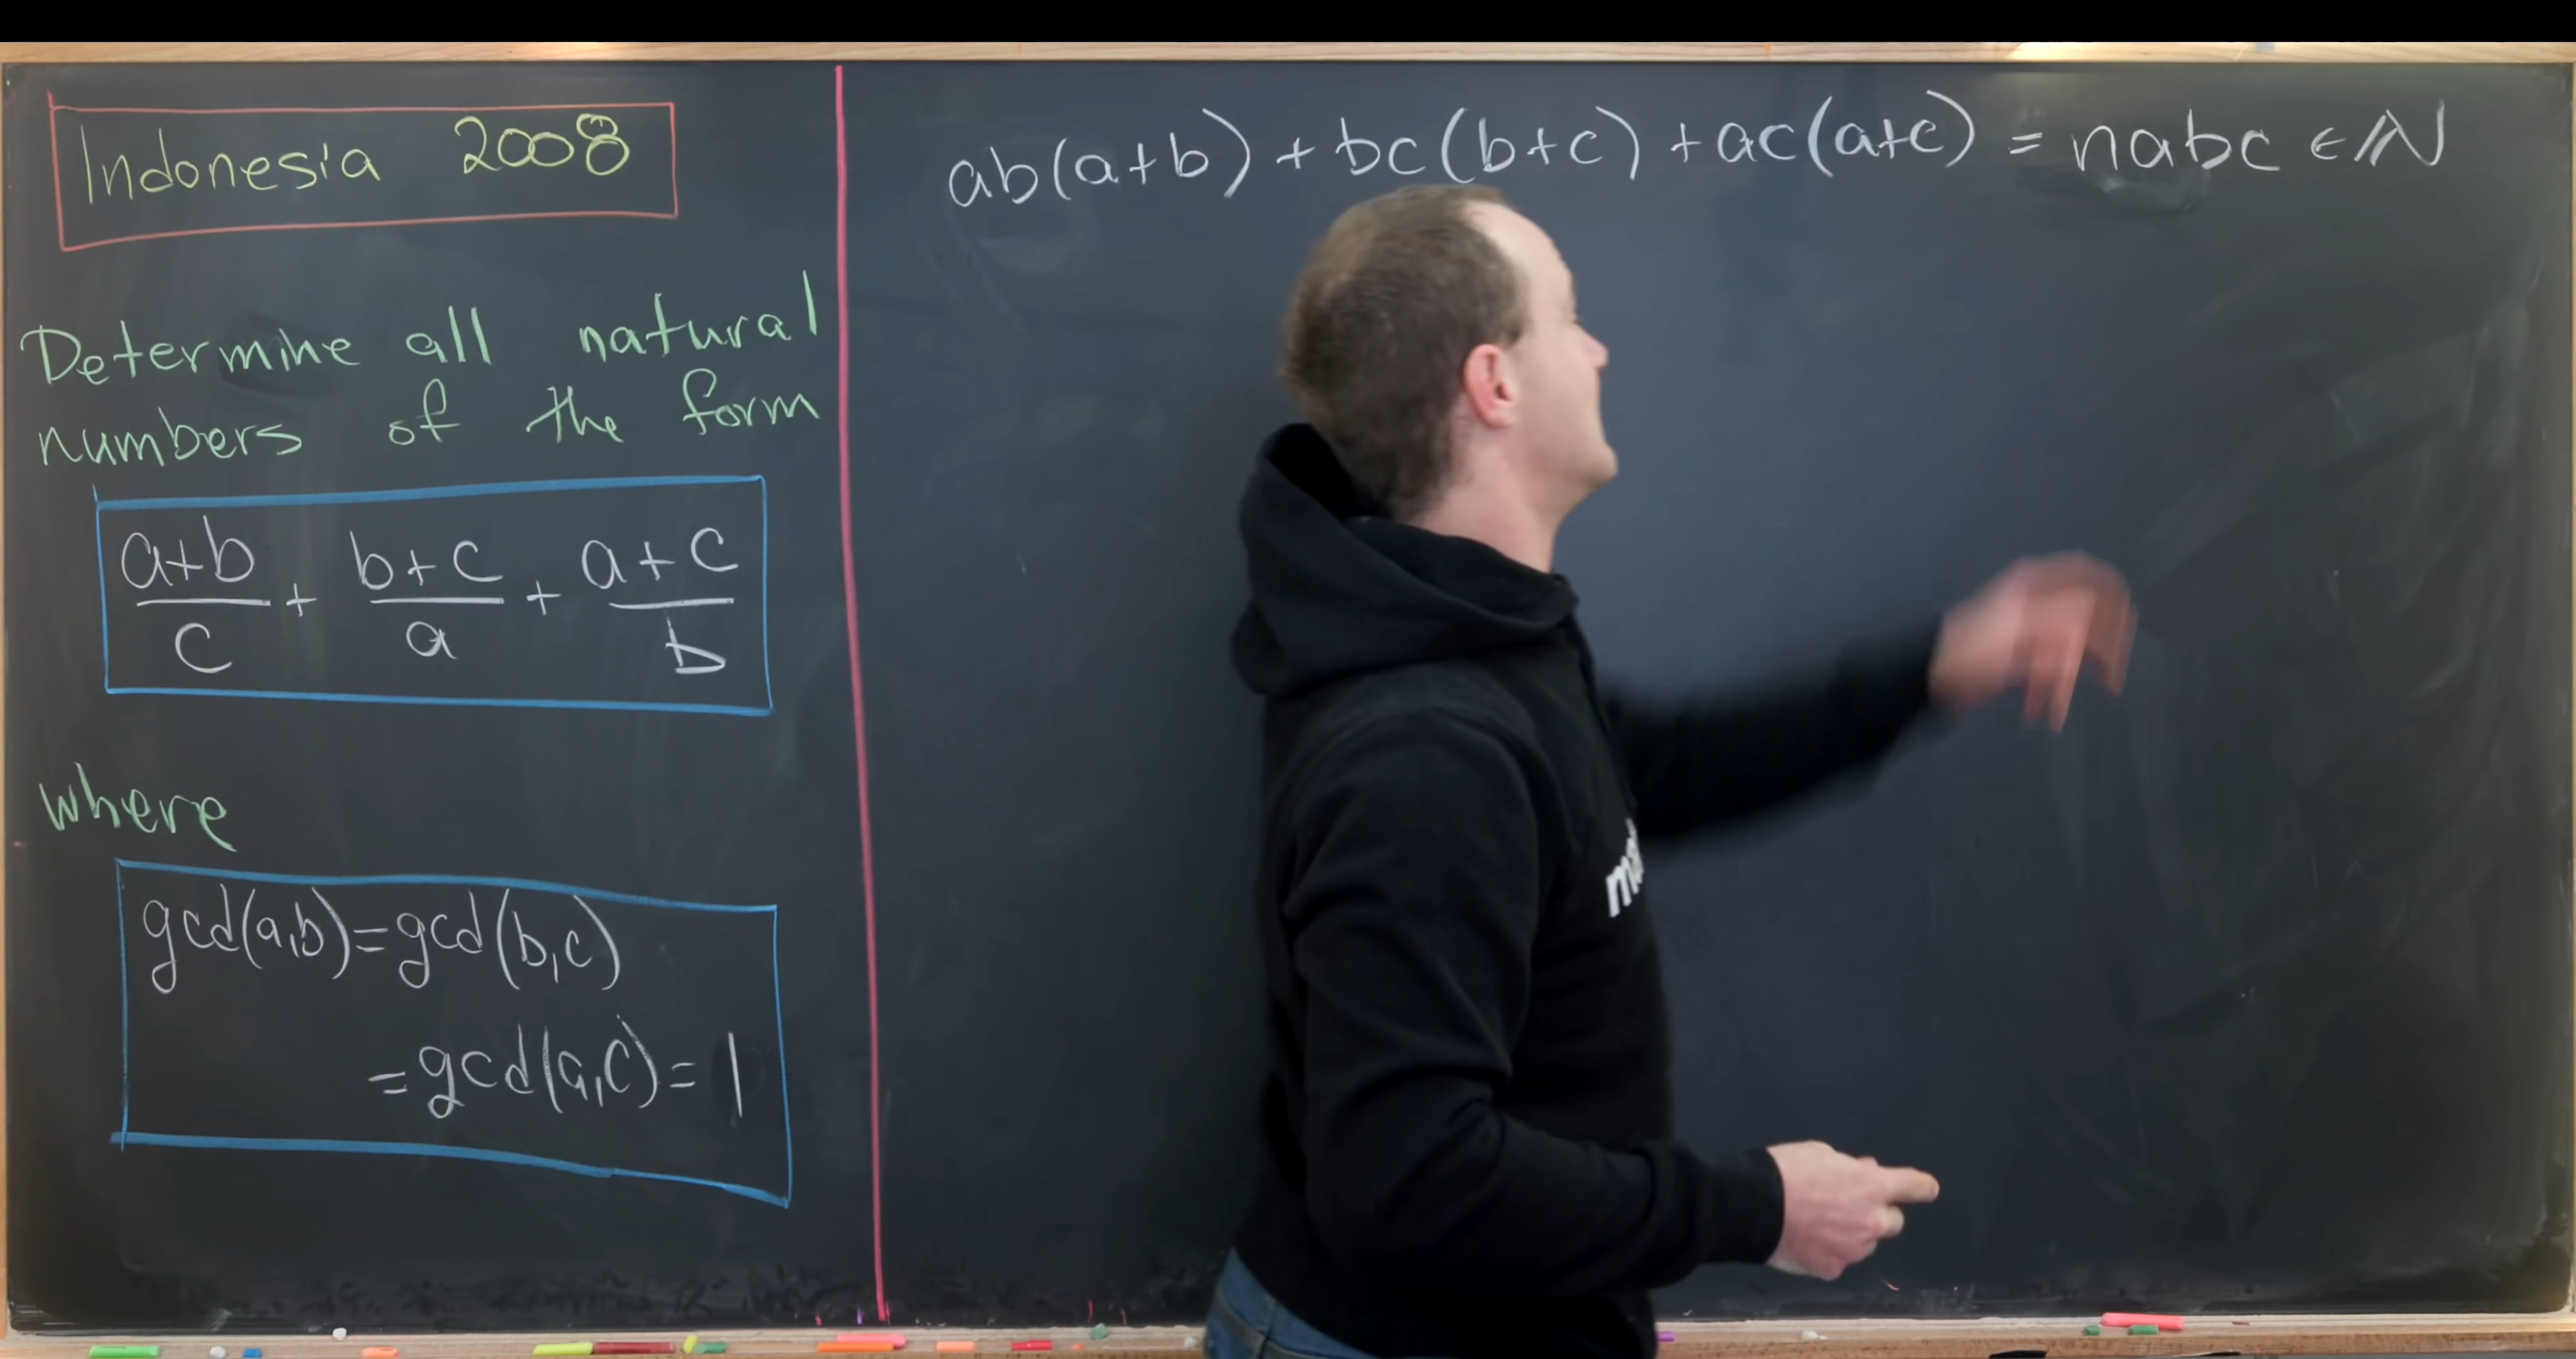 Indonesia 2008
Determine all natural
numbers of the form
a+b/c + b+c/a + a+c/b
where
gcd(a,b)=gcd(b,c)
=gcd(a,c)=1
ab(a+b)+bc(b+c)+ac(a+c) = nabc ∈ ℕ